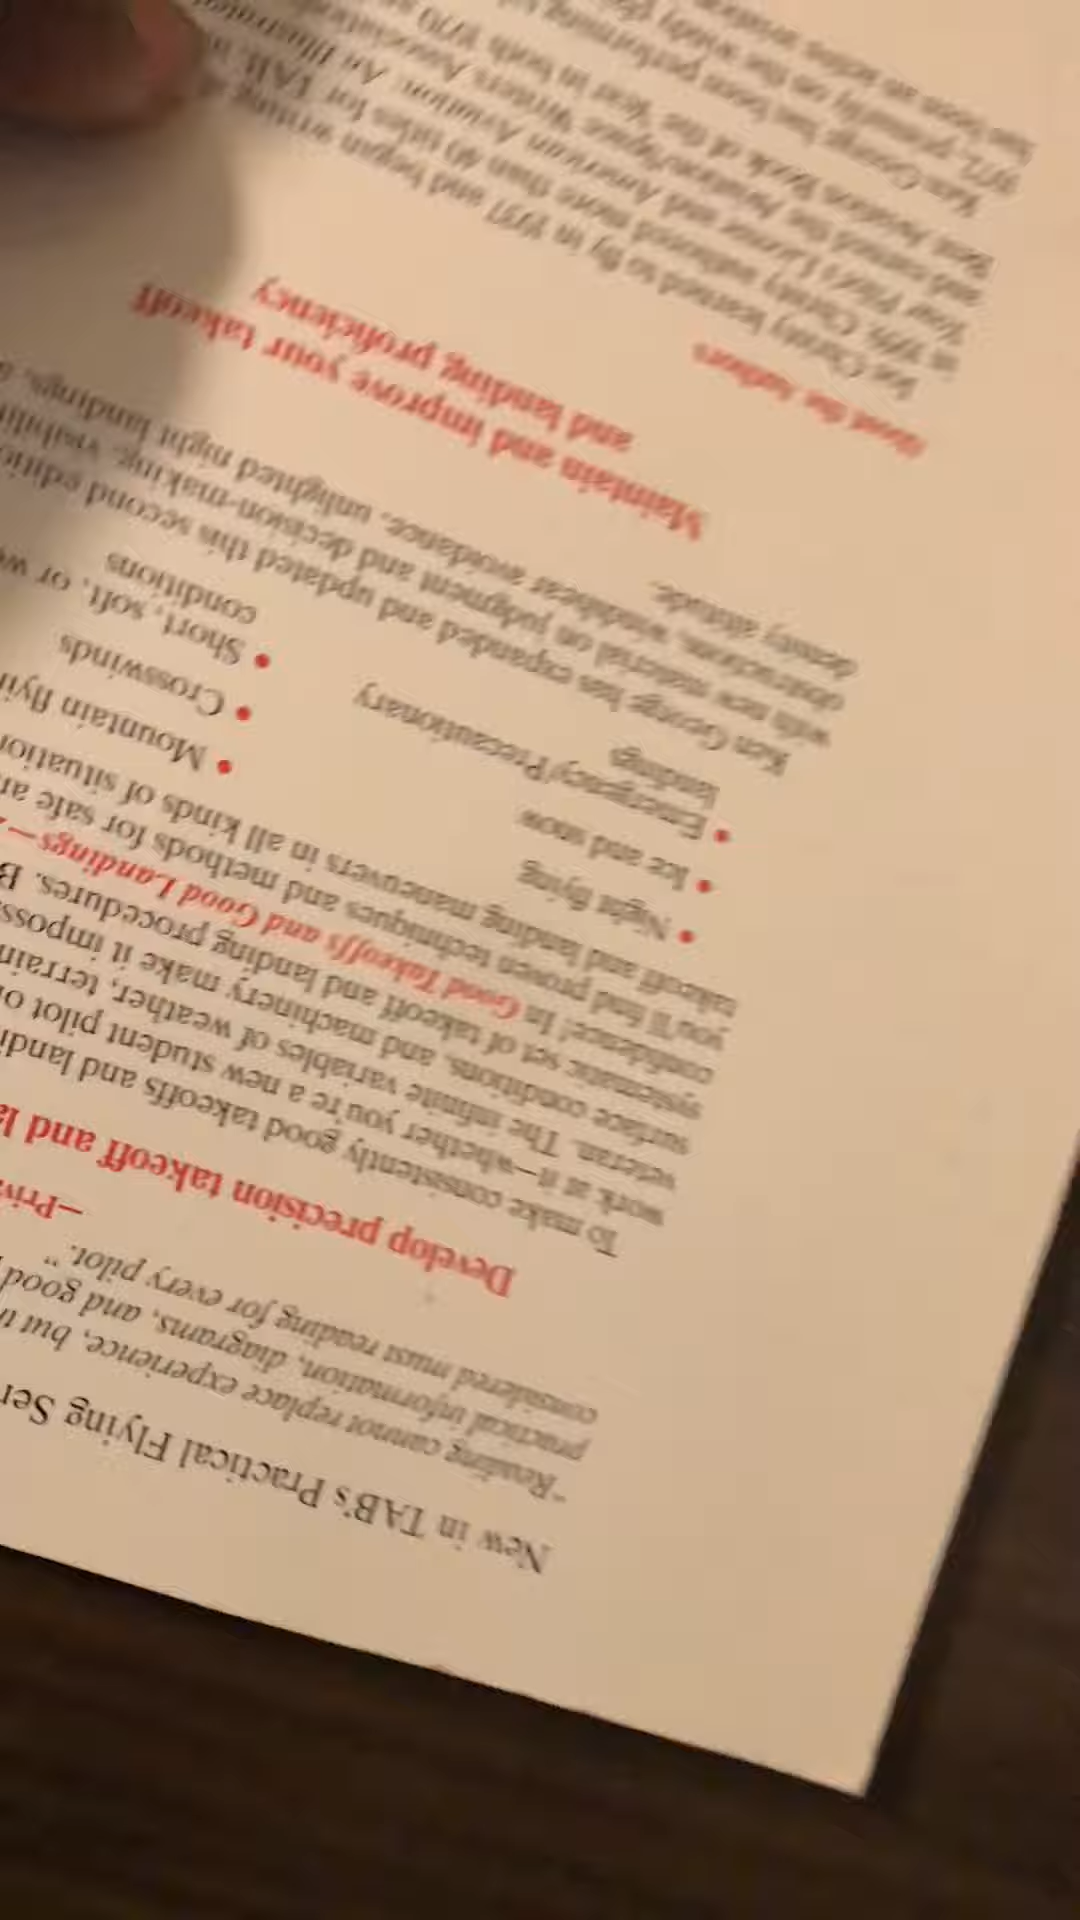 New in TAB's Practical Flying Ser
"Reading cannot replace experience, but
practical information, diagrams, and good
considered must reading for every pilot."
—Priv
Develop precision takeoff and la
To make consistently good takeoffs and landi
work at it—whether you're a new student pilot or
veteran. The infinite variables of weather, terrain
surface conditions, and machinery make it imposs
systematic set of takeoff and landing procedures. B
confidence! In Good Takeoffs and Good Landings—
you'll find proven techniques and methods for safe an
takeoff and landing maneuvers in all kinds of situation
• Night flying
• Ice and snow
• Emergency/Precautionary
landings
• Mountain flyin
• Crosswinds
• Short, soft, or w
conditions
Ken George has expanded and updated this second edition
with new material on judgment and decision-making, visibilit
obstructions, windshear avoidance, unlighted night landings,
density altitude.
Maintain and improve your takeoff
and landing proficiency
About the Authors
Joe Christy learned to fly in 1937 and began writing
in 1959. Christy authored more than 40 titles for TAB,
Your Pilot's License and American Aviation: An Illustrated
and earned the Aviation/Space Writers Associati
Best Aviation Book of the Year in both 1970
Ken George has been performing
1972, primarily on the
has been an active aviation